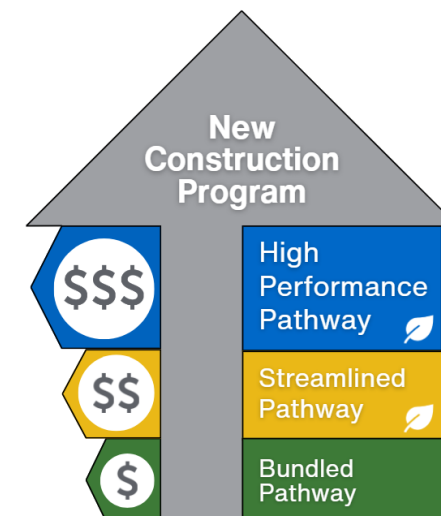 New
Construction
Program
$$$
High
Performance
Pathway
$$
Streamlined
Pathway
$
Bundled
Pathway